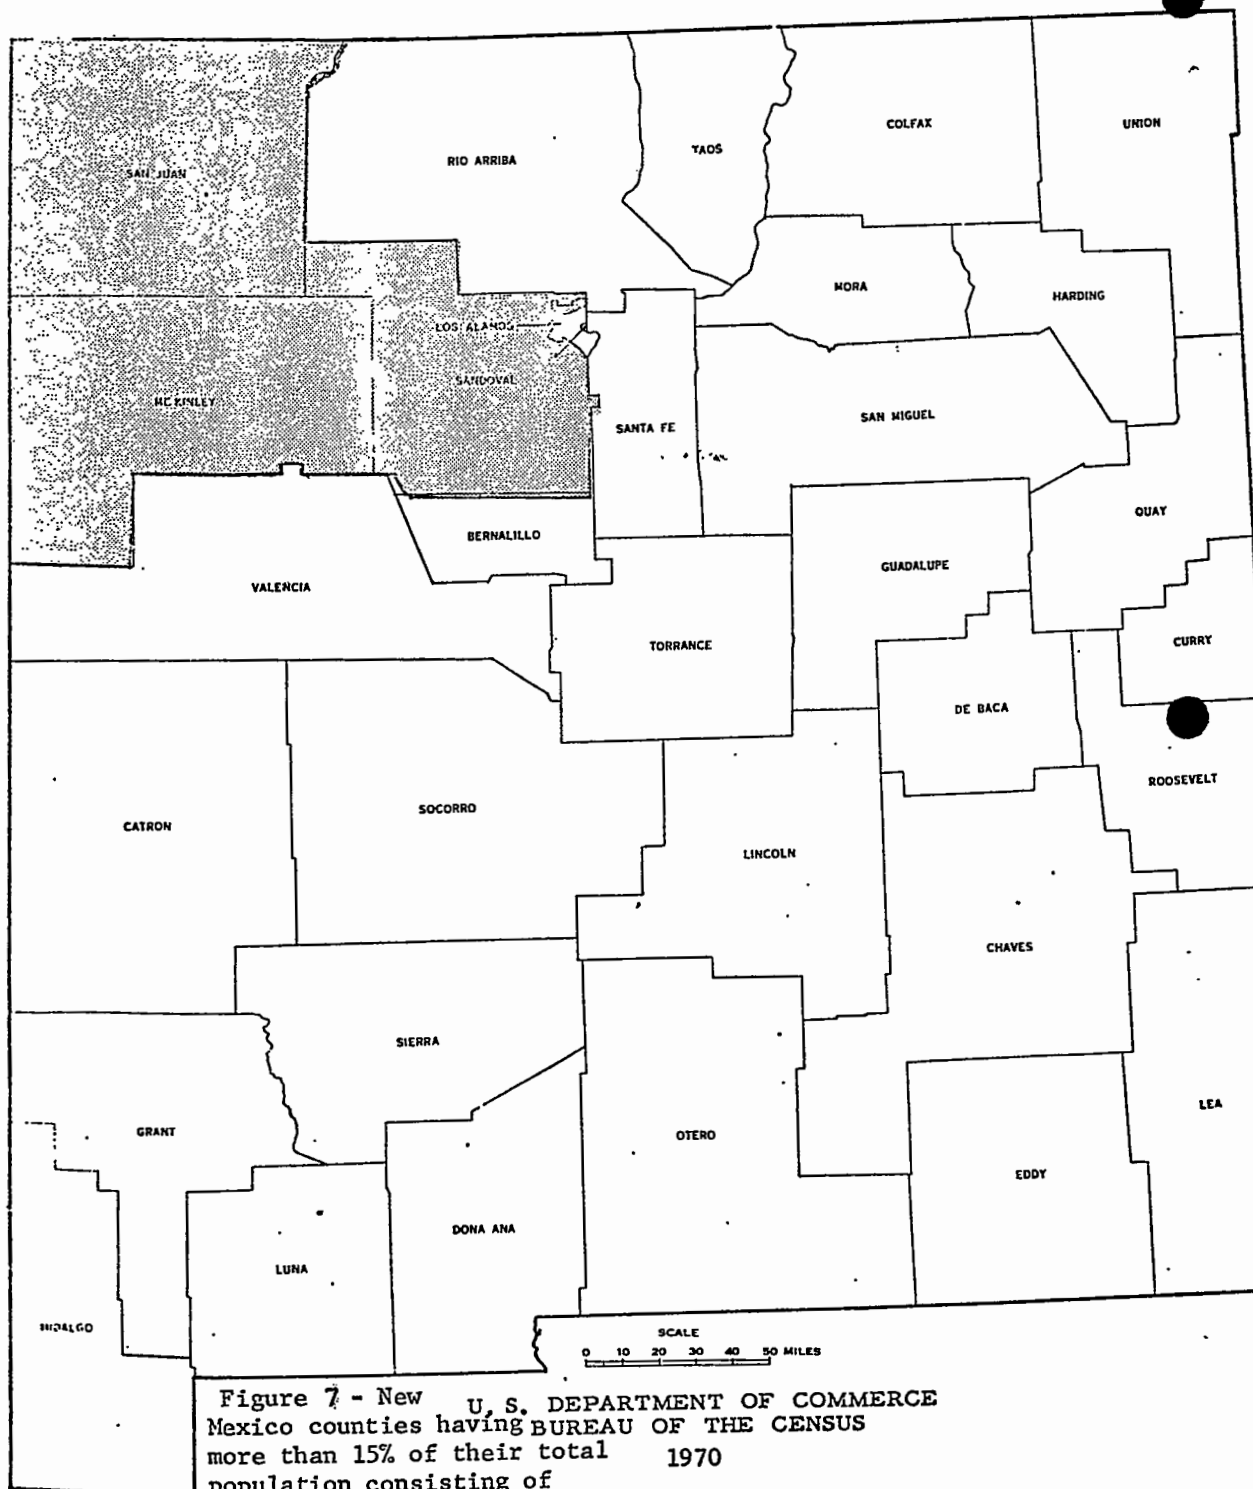 SAN JUAN
RIO ARRIBA
TAOS
COLFAX
UNION
MORA
HARDING
LOS ALAMOS
SANDOVAL
MC KINLEY
SANTA FE
SAN MIGUEL
BERNALILLO
VALENCIA
GUADALUPE
QUAY
TORRANCE
CURRY
DE BACA
ROOSEVELT
CATRON
SOCORRO
LINCOLN
CHAVES
SIERRA
GRANT
OTERO
LEA
EDDY
DONA ANA
LUNA
HIDALGO
SCALE
0 10 20 30 40 50 MILES
Figure 7 - New
Mexico counties having
more than 15% of their total
population consisting of
U. S. DEPARTMENT OF COMMERCE
BUREAU OF THE CENSUS
1970